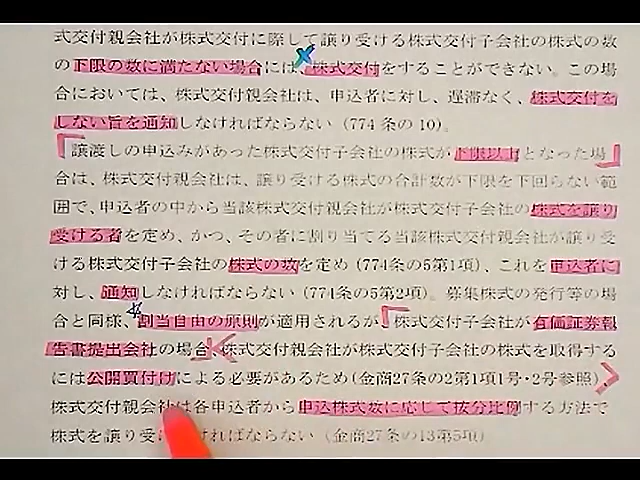 式交付親会社が株式交付に際して譲り受ける株式交付子会社の株式の数
の下限の数に満たない場合には、株式交付をすることができない。この場
合においては、株式交付親会社は、申込者に対し、遅滞なく、株式交付を
しない旨を通知しなければならない（774条の10）。
譲渡しの申込みがあった株式交付子会社の株式が下限以上となった場
合は、株式交付親会社は、譲り受ける株式の合計数が下限を下回らない範
囲で、申込者の中から当該株式交付親会社が株式交付子会社の株式を譲り
受ける者を定め、かつ、その者に割り当てる当該株式交付親会社が譲り受
ける株式交付子会社の株式の数を定め（774条の5第1項）、これを申込者に
対し、通知しなければならない（774条の5第2項）。募集株式の発行等の場
合と同様、割当自由の原則が適用されるが、株式交付子会社が有価証券報
告書提出会社の場合、株式交付親会社が株式交付子会社の株式を取得する
には公開買付けによる必要があるため（金商27条の2第1項1号・2号参照）、
株式交付親会社は各申込者から申込株式数に応じて按分比例する方法で
株式を譲り受ければならない（金商27条の13第5項）